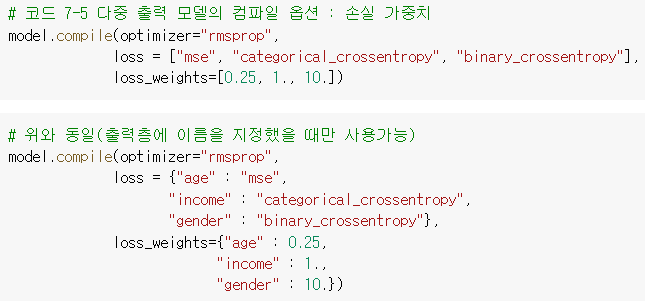 # 코드 7-5 다중 출력 모델의 컴파일 옵션 : 손실 가중치
model.compile(optimizer="rmsprop",
loss = ["mse", "categorical_crossentropy", "binary_crossentropy"],
loss_weights=[0.25, 1., 10.])
# 위와 동일(출력층에 이름을 지정했을 때만 사용가능)
model.compile(optimizer="rmsprop",
loss = {"age" : "mse",
"income" : "categorical_crossentropy",
"gender" : "binary_crossentropy"},
loss_weights={"age" : 0.25,
"income" : 1.,
"gender" : 10.})